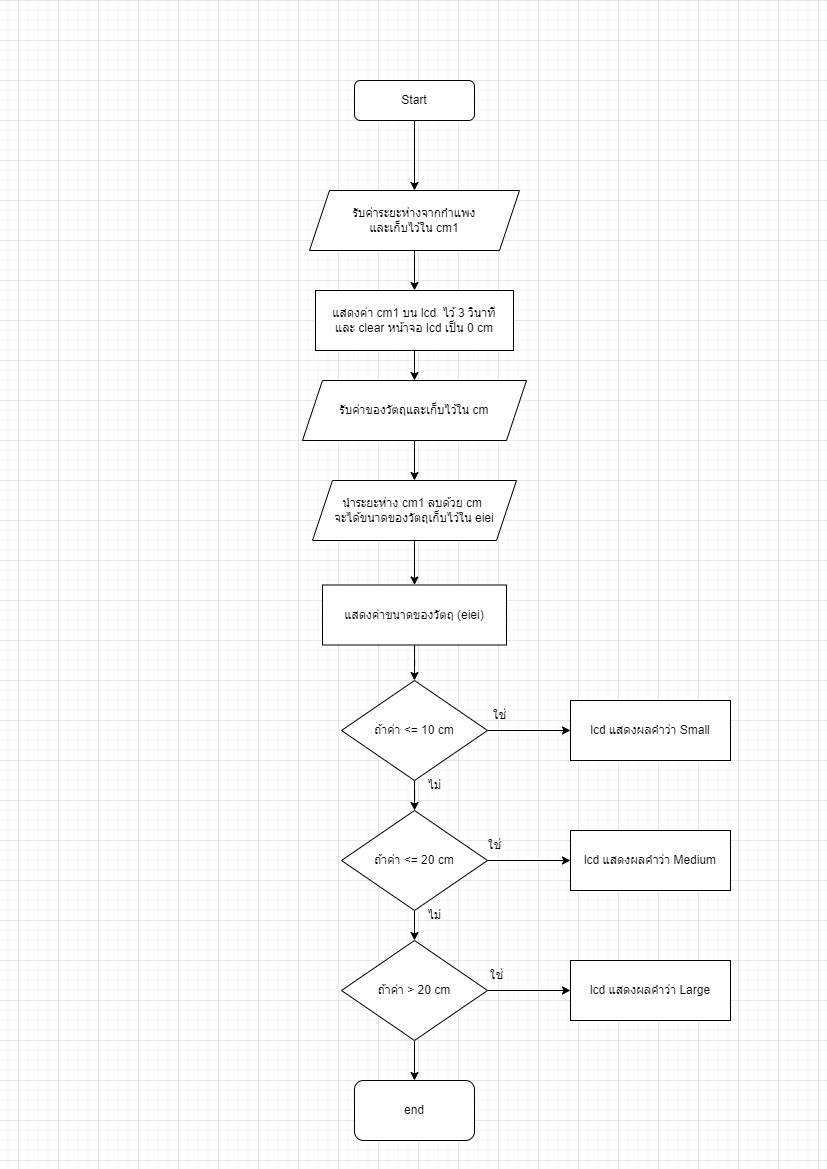 Start
รับค่าระยะห่างจากกำแพง
และเก็บไว้ใน cm1
แสดงค่า cm1 บน lcd ไว้ 3 วินาที
และ clear หน้าจอ lcd เป็น 0 cm
รับค่าของวัตถุและเก็บไว้ใน cm
นำระยะห่าง cm1 ลบด้วย cm
จะได้ขนาดของวัตถุเก็บไว้ใน eiei
แสดงค่าขนาดของวัตถุ (eiei)
ถ้าค่า <= 10 cm
ใช่
lcd แสดงผลคำว่า Small
ไม่
ถ้าค่า <= 20 cm
ใช่
lcd แสดงผลคำว่า Medium
ไม่
ถ้าค่า > 20 cm
ใช่
lcd แสดงผลคำว่า Large
end